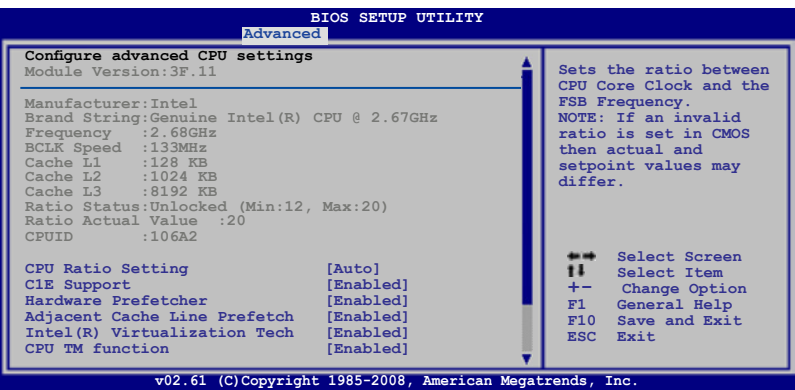 BIOS SETUP UTILITY
Advanced
Configure advanced CPU settings
Module Version:3F.11
Manufacturer:Intel
Brand String:Genuine Intel(R) CPU @ 2.67GHz
Frequency :2.68GHz
BCLK Speed :133MHz
Cache L1 :128 KB
Cache L2 :1024 KB
Cache L3 :8192 KB
Ratio Status:Unlocked (Min:12, Max:20)
Ratio Actual Value :20
CPUID :106A2
CPU Ratio Setting [Auto]
C1E Support [Enabled]
Hardware Prefetcher [Enabled]
Adjacent Cache Line Prefetch [Enabled]
Intel(R) Virtualization Tech [Enabled]
CPU TM function [Enabled]
Sets the ratio between
CPU Core Clock and the
FSB Frequency.
NOTE: If an invalid
ratio is set in CMOS
then actual and
setpoint values may
differ.
Select Screen
Select Item
+- Change Option
F1 General Help
F10 Save and Exit
ESC Exit
v02.61 (C)Copyright 1985-2008, American Megatrends, Inc.